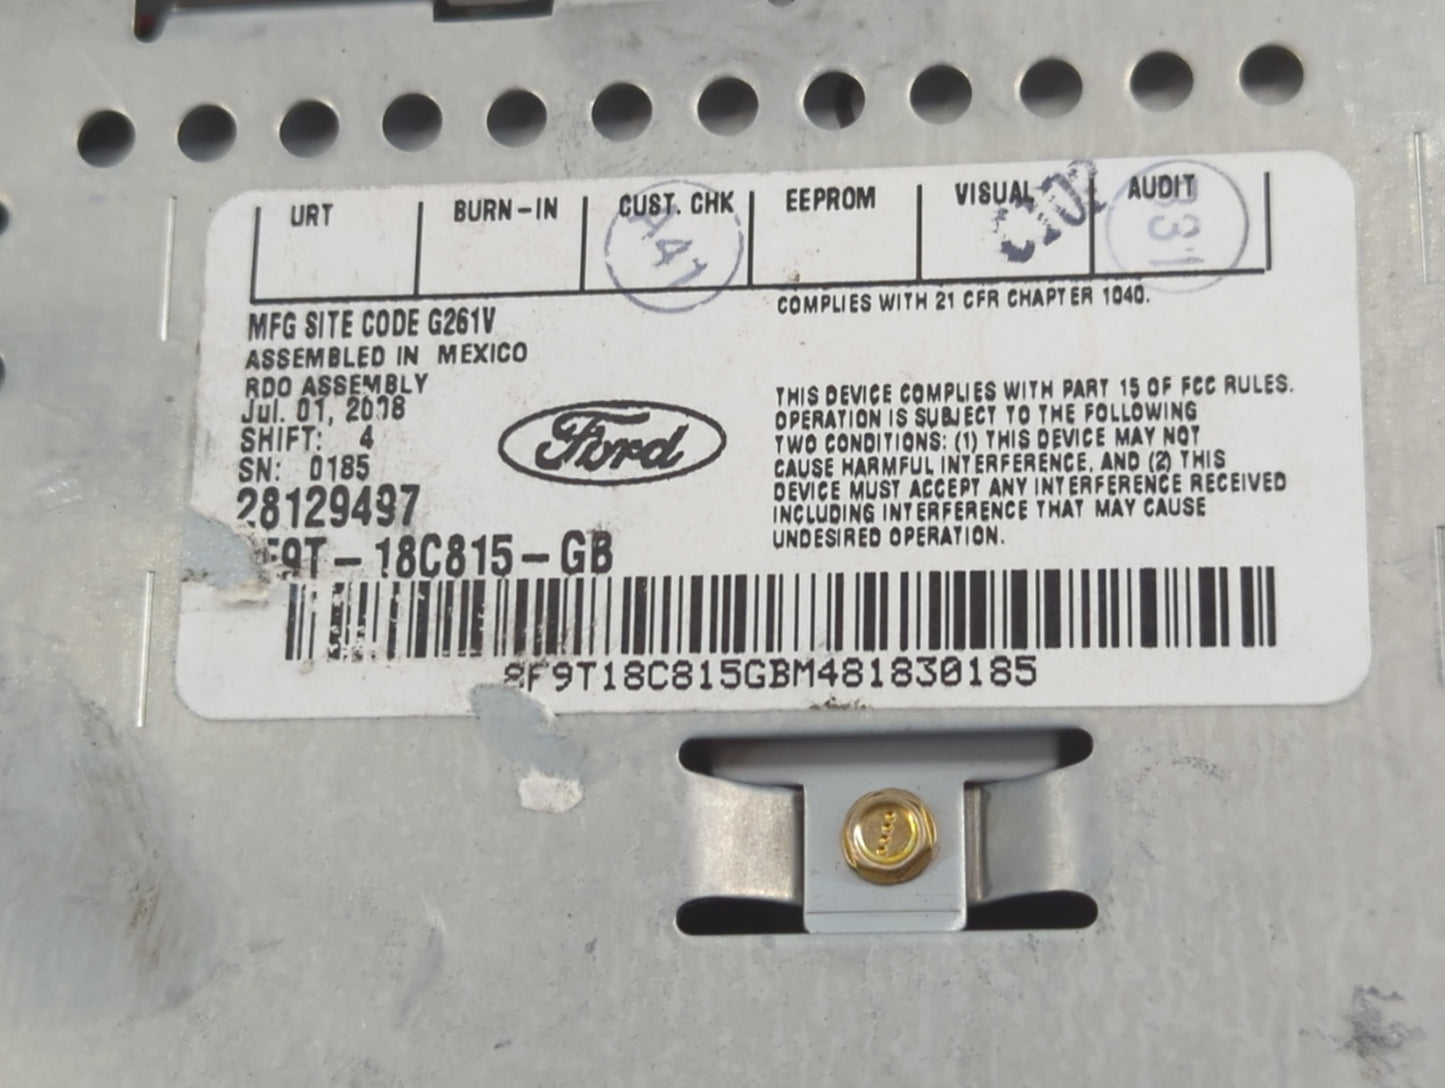 URT BURN-IN CUST. CHK EEPROM VISUAL AUDIT
A41
COMPLIES WITH 21 CFR CHAPTER 1040.
MFG SITE CODE G261V
ASSEMBLED IN MEXICO
RDO ASSEMBLY
Jul. 01, 2008
SHIFT: 4
SN: 0185
28129497
F9T-18C815-GB
Ford
THIS DEVICE COMPLIES WITH PART 15 OF FCC RULES.
OPERATION IS SUBJECT TO THE FOLLOWING
TWO CONDITIONS: (1) THIS DEVICE MAY NOT
CAUSE HARMFUL INTERFERENCE, AND (2) THIS
DEVICE MUST ACCEPT ANY INTERFERENCE RECEIVED
INCLUDING INTERFERENCE THAT MAY CAUSE
UNDESIRED OPERATION.
8F9T18C815GBM481830185